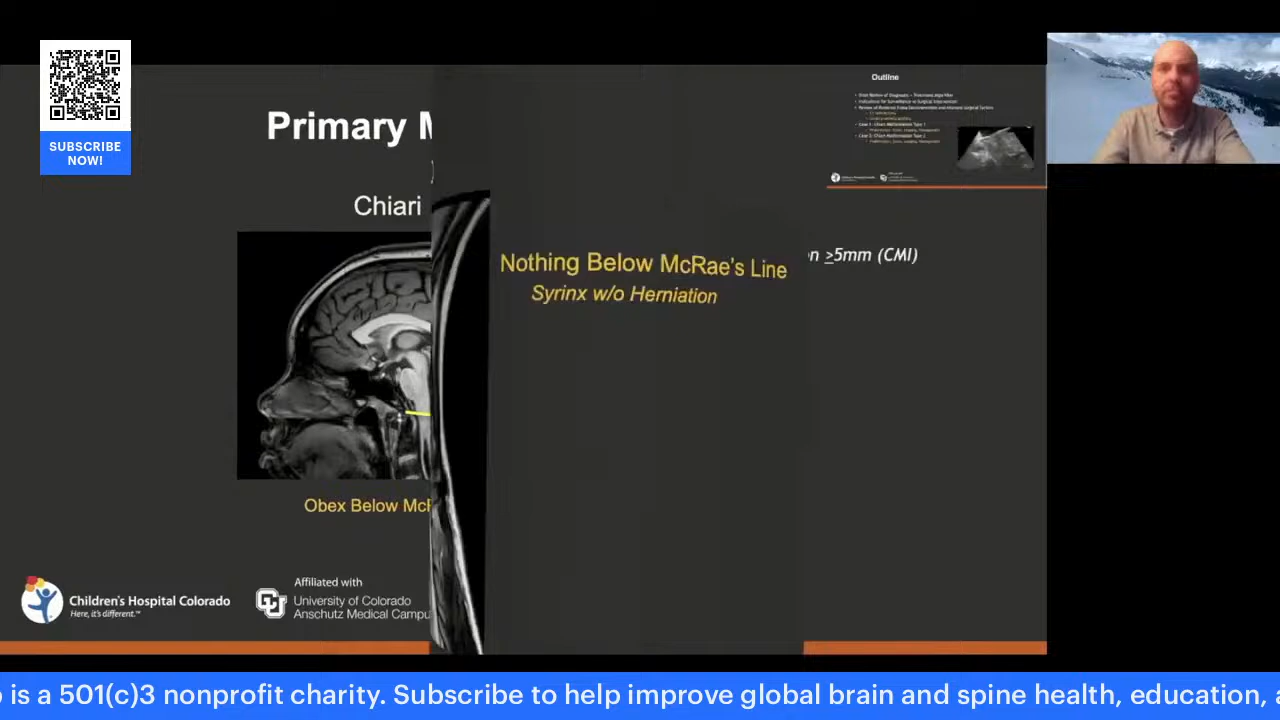 SUBSCRIBE
NOW!
Primary
Chiari
Outline
Nothing Below McRae's Line
Syrinx w/o Herniation
>5mm (CMI)
Obex Below
Children's Hospital Colorado
Here, it's different.™
Affiliated with
University of Colorado
Anschutz Medical
is a 501(c)3 nonprofit charity. Subscribe to help improve global brain and spine health, education,